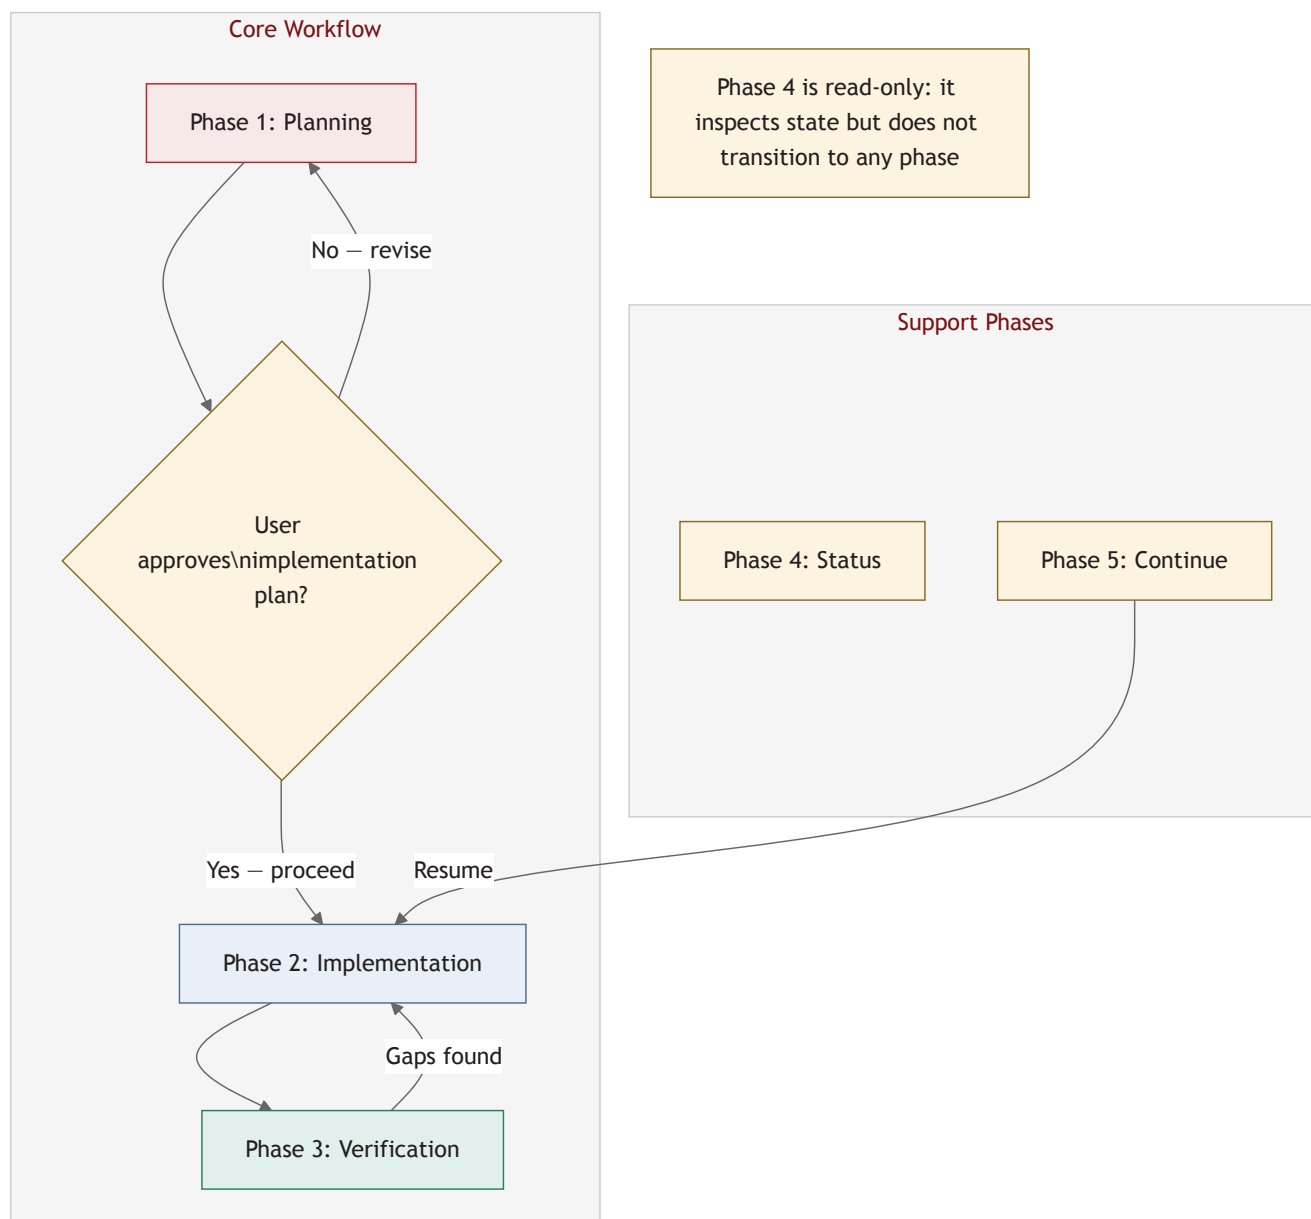 Core Workflow
Phase 1: Planning
No — revise
User
approves\nimplementation
plan?
Yes — proceed
Resume
Phase 2: Implementation
Gaps found
Phase 3: Verification
Phase 4 is read-only: it
inspects state but does not
transition to any phase
Support Phases
Phase 4: Status
Phase 5: Continue